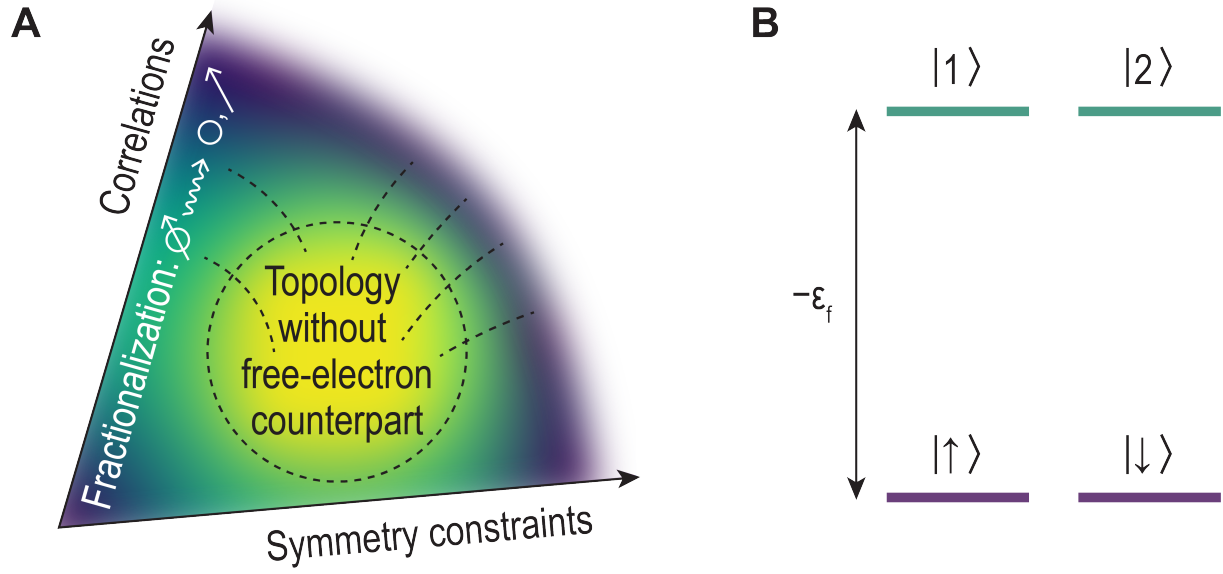 A
Correlations
Fractionalization:
Topology
without
free-electron
counterpart
Symmetry constraints
B
|1⟩
|2⟩
−ε_f
|↑⟩
|↓⟩